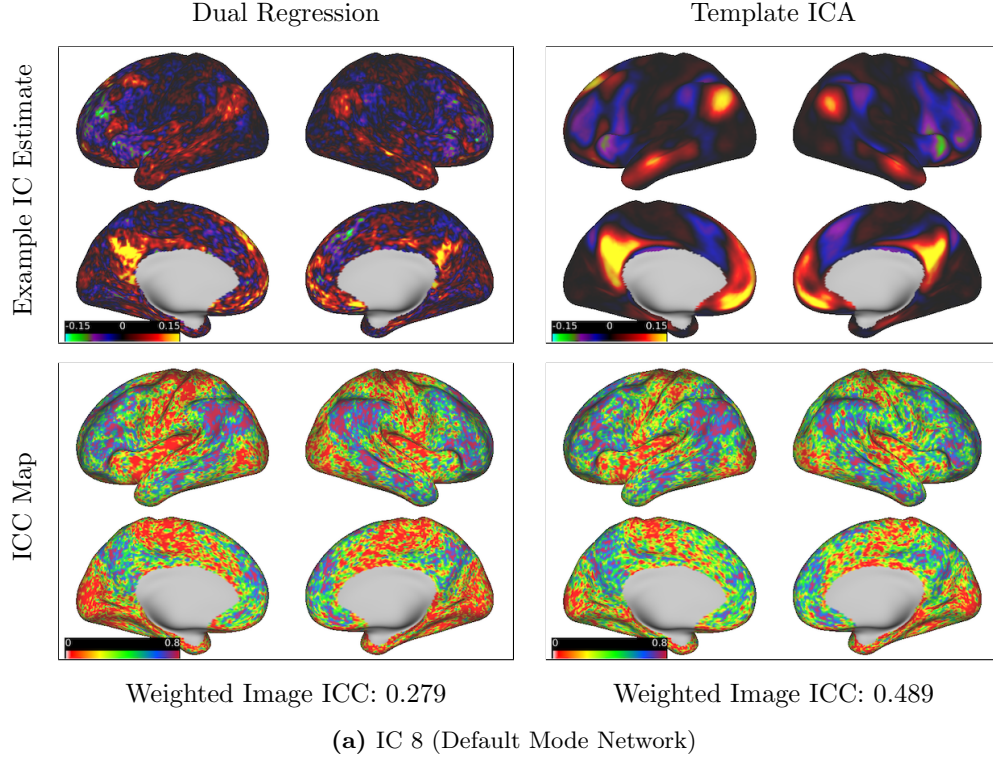 Dual Regression
Template ICA
Example IC Estimate
-0.15 0 0.15
-0.15 0 0.15
ICC Map
0 0.8
0 0.8
Weighted Image ICC: 0.279
Weighted Image ICC: 0.489
(a) IC 8 (Default Mode Network)